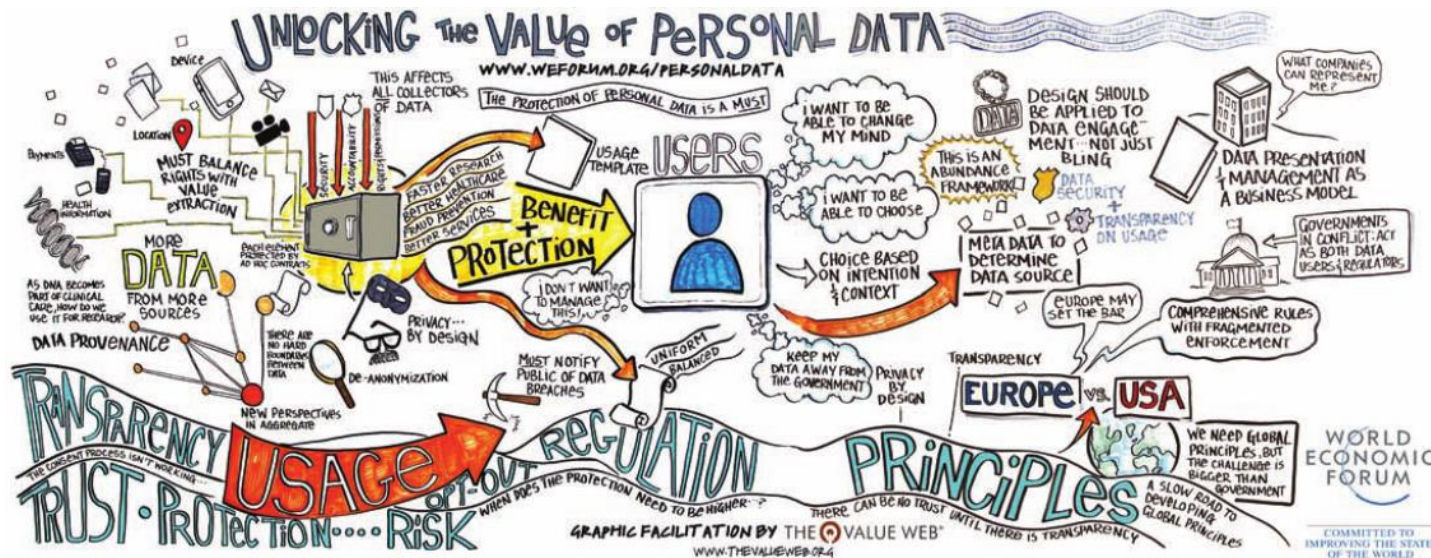 UNLOCKING THE VALUE OF PERSONAL DATA
WWW.WEFORUM.ORG/PERSONALDATA
THE PROTECTION OF PERSONAL DATA IS A MUST
DEVICE
LOCATION
PAYMENTS
HEALTH
INFORMATION
MUST BALANCE
RIGHTS WITH
VALUE
EXTRACTION
THIS AFFECTS
ALL COLLECTORS
OF DATA
SECURITY
ACCOUNTABILITY
FASTER RESEARCH
BETTER HEALTHCARE
FRAUD PREVENTION
BETTER SERVICES
USAGE
TEMPLATE
BENEFIT
+
PROTECTION
USERS
MORE
DATA
FROM MORE
SOURCES
EACH ELEMENT
PROTECTED BY
AD HOC CONTRACTS
AS DNA BECOMES
PART OF CLINICAL
CARE, HOW DO WE
USE IT FOR RESEARCH?
DATA PROVENANCE
THERE ARE
NO HARD
BOUNDARIES
BETWEEN
DATA
NEW PERSPECTIVES
IN AGGREGATE
DE-ANONYMIZATION
PRIVACY...
BY DESIGN
I DON'T WANT
TO MANAGE
THIS!
MUST NOTIFY
PUBLIC OF DATA
BREACHES
UNIFORM
BALANCED
I WANT TO BE
ABLE TO CHANGE
MY MIND
I WANT TO BE
ABLE TO CHOOSE
CHOICE BASED
ON INTENTION
& CONTEXT
KEEP MY
DATA AWAY FROM
THE GOVERNMENT
DATA
DESIGN SHOULD
BE APPLIED TO
DATA ENGAGE-
MENT...NOT JUST
BLING
THIS IS AN
ABUNDANCE
FRAMEWORK
DATA
SECURITY
+
TRANSPARENCY
ON USAGE
META DATA TO
DETERMINE
DATA SOURCE
WHAT COMPANIES
CAN REPRESENT
ME?
DATA PRESENTATION
& MANAGEMENT AS
A BUSINESS MODEL
GOVERNMENTS
IN CONFLICT: ACT
AS BOTH DATA
USERS & REGULATORS
EUROPE MAY
SET THE BAR
COMPREHENSIVE RULES
WITH FRAGMENTED
ENFORCEMENT
EUROPE VS. USA
PRIVACY
BY
DESIGN
TRANSPARENCY
WE NEED GLOBAL
PRINCIPLES, BUT
THE CHALLENGE IS
BIGGER THAN
GOVERNMENT
A SLOW ROAD TO
DEVELOPING
GLOBAL PRINCIPLES
TRANSPARENCY
THE CONSENT PROCESS ISN'T WORKING...
TRUST · PROTECTION .... RISK
USAGE
OPT-OUT
REGULATION
WHEN DOES THE PROTECTION NEED TO BE HIGHER...?
PRINCIPLES
THERE CAN BE NO TRUST UNTIL THERE IS TRANSPARENCY
GRAPHIC FACILITATION BY THE VALUE WEB®
WWW.THEVALUEWEB.ORG
WORLD
ECONOMIC
FORUM
COMMITTED TO
IMPROVING THE STATE
OF THE WORLD